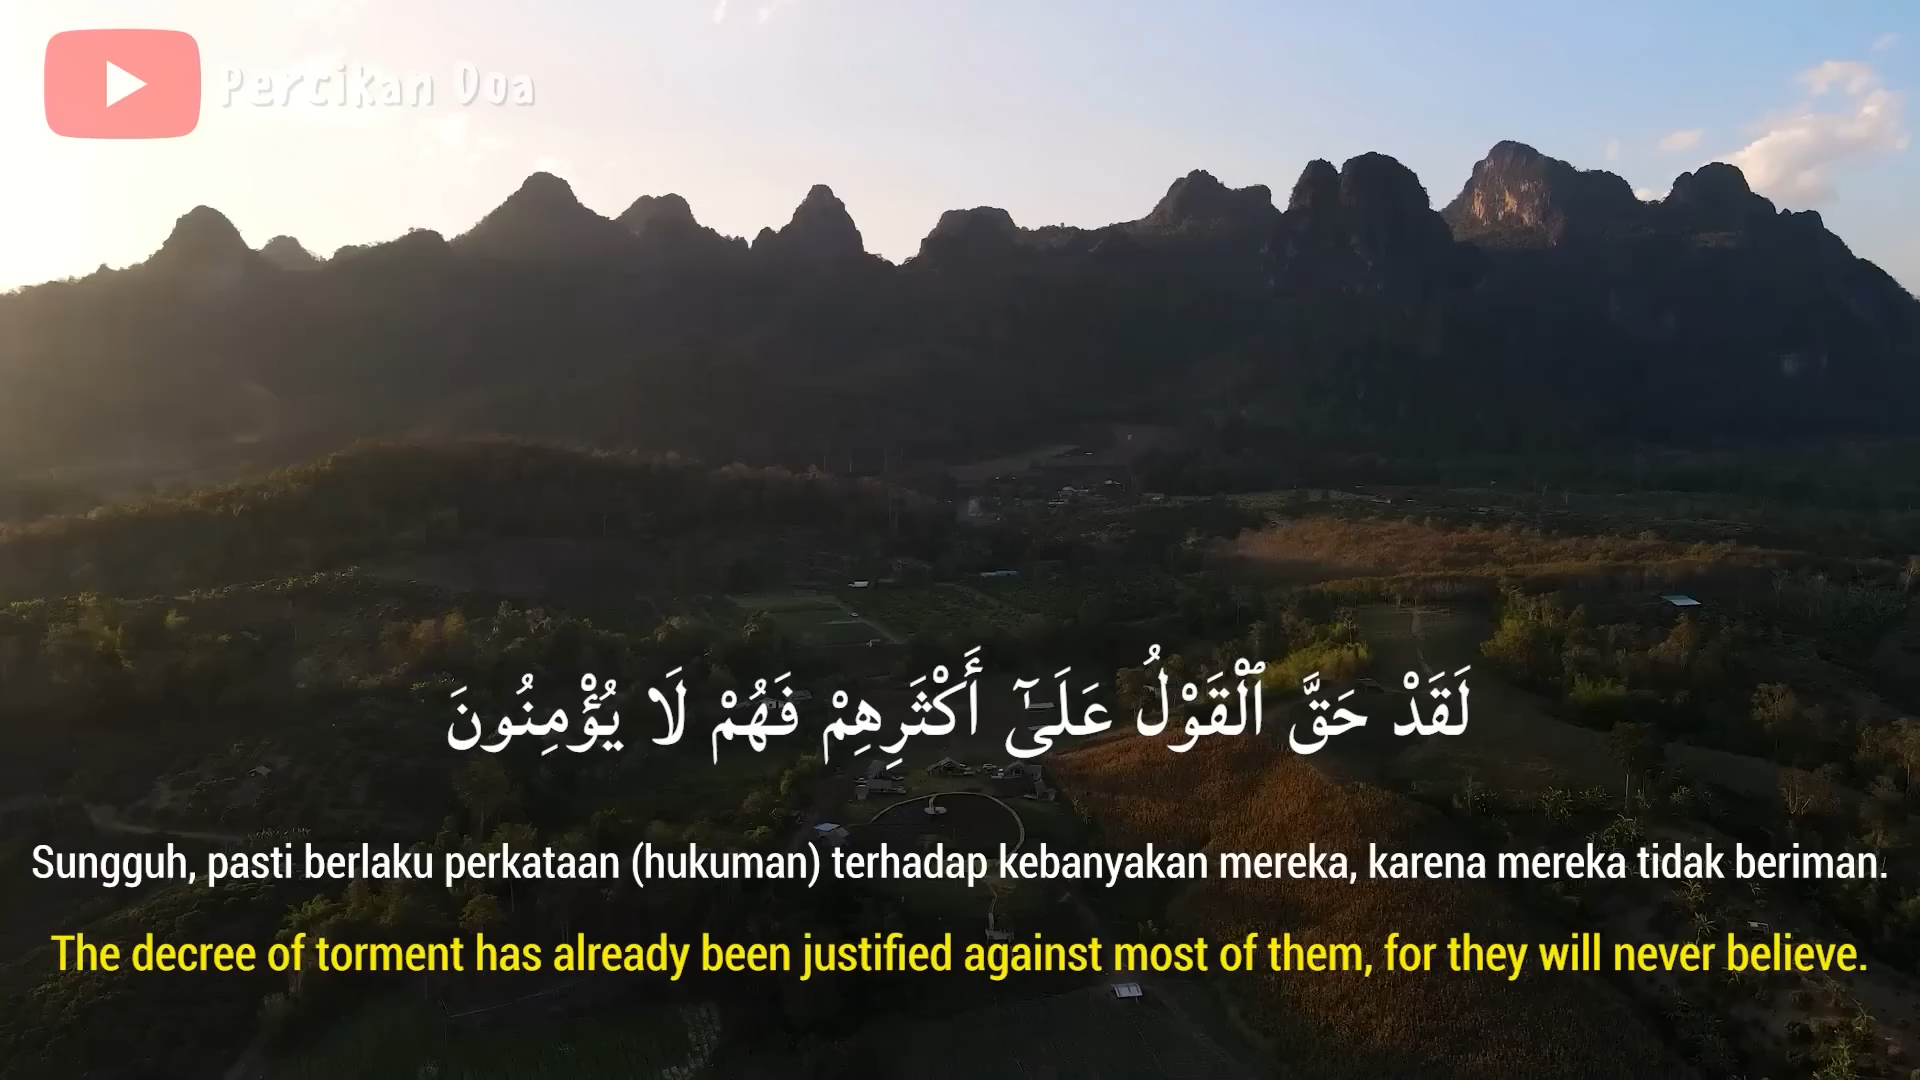 Percikan Doa
لَقَدْ حَقَّ ٱلْقَوْلُ عَلَىٰٓ أَكْثَرِهِمْ فَهُمْ لَا يُؤْمِنُونَ
Sungguh, pasti berlaku perkataan (hukuman) terhadap kebanyakan mereka, karena mereka tidak beriman.
The decree of torment has already been justified against most of them, for they will never believe.